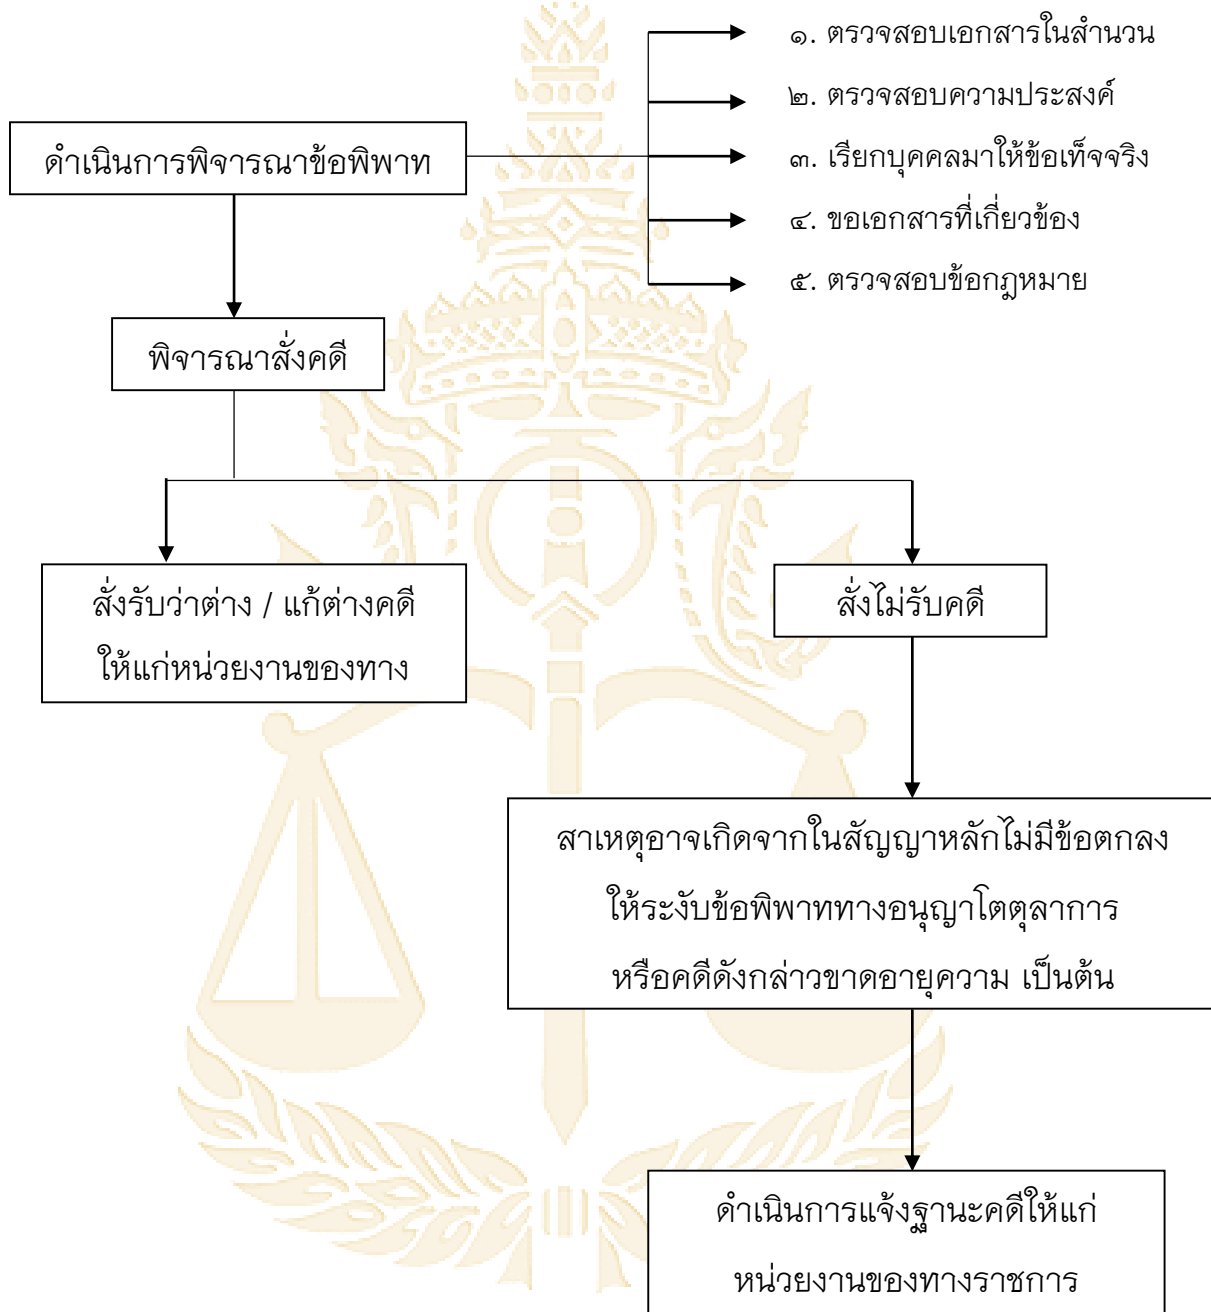 ๑. ตรวจสอบเอกสารในสำนวน
๒. ตรวจสอบความประสงค์
ดำเนินการพิจารณาข้อพิพาท
๓. เรียกบุคคลมาให้ข้อเท็จจริง
๔. ขอเอกสารที่เกี่ยวข้อง
๕. ตรวจสอบข้อกฎหมาย
พิจารณาสั่งคดี
สั่งรับว่าต่าง / แก้ต่างคดี
ให้แก่หน่วยงานของทาง
สั่งไม่รับคดี
สาเหตุอาจเกิดจากในสัญญาหลักไม่มีข้อตกลง
ให้ระงับข้อพิพาททางอนุญาโตตุลาการ
หรือคดีดังกล่าวขาดอายุความ เป็นต้น
ดำเนินการแจ้งฐานะคดีให้แก่
หน่วยงานของทางราชการ